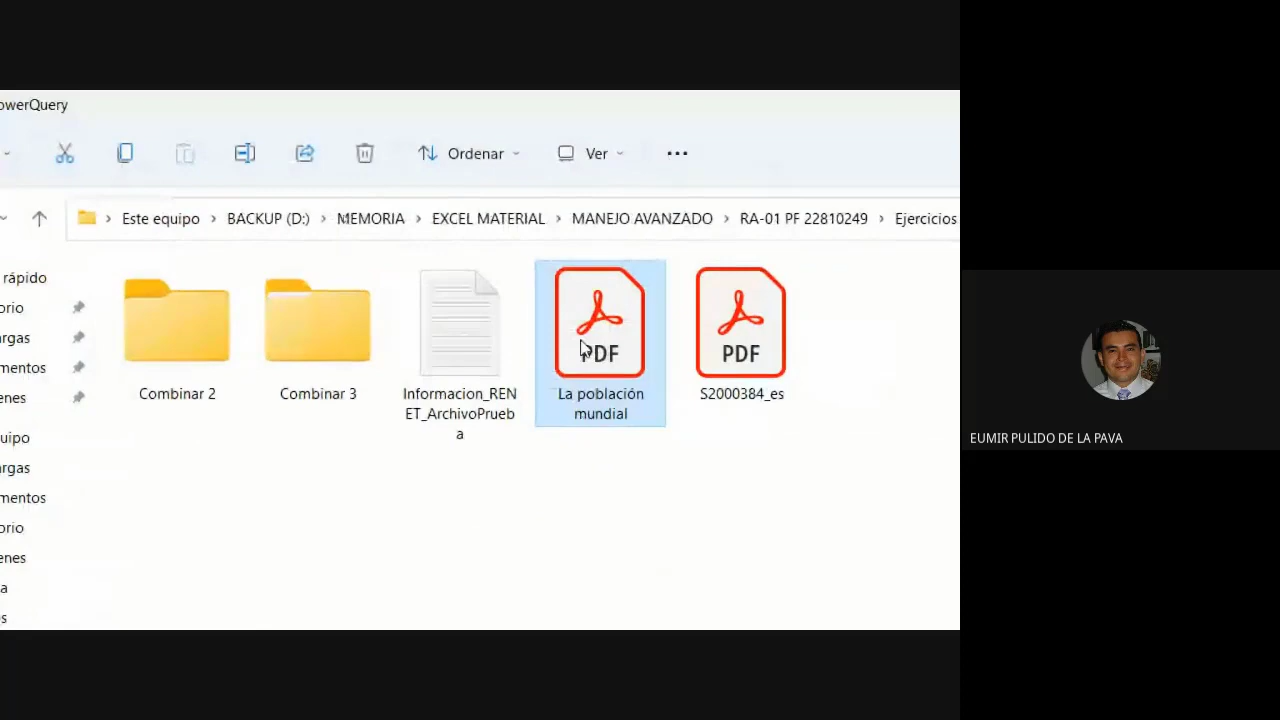 owerQuery
Ordenar
Ver
Este equipo > BACKUP (D:) > MEMORIA > EXCEL MATERIAL > MANEJO AVANZADO > RA-01 PF 22810249 > Ejercicios
rápido
orio
argas
mentos
enes
uipo
argas
mentos
orio
enes
a
s
Combinar 2
Combinar 3
Informacion_REN
ET_ArchivoPrueb
a
PDF
La población
mundial
PDF
S2000384_es
EUMIR PULIDO DE LA PAVA